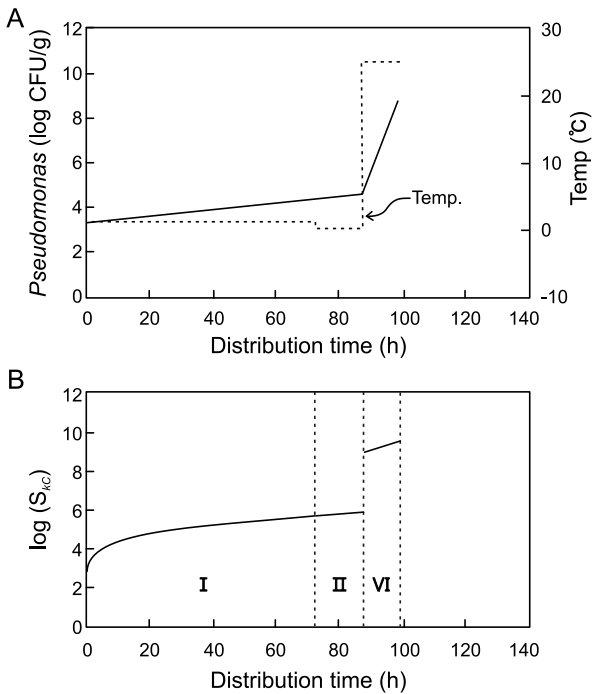 A
12
10
8
6
4
2
0
Pseudomonas (log CFU/g)
30
20
10
0
-10
Temp (℃)
Temp.
0 20 40 60 80 100 120 140
Distribution time (h)
B
12
10
8
6
4
2
0
log (S_kC)
I II VI
0 20 40 60 80 100 120 140
Distribution time (h)